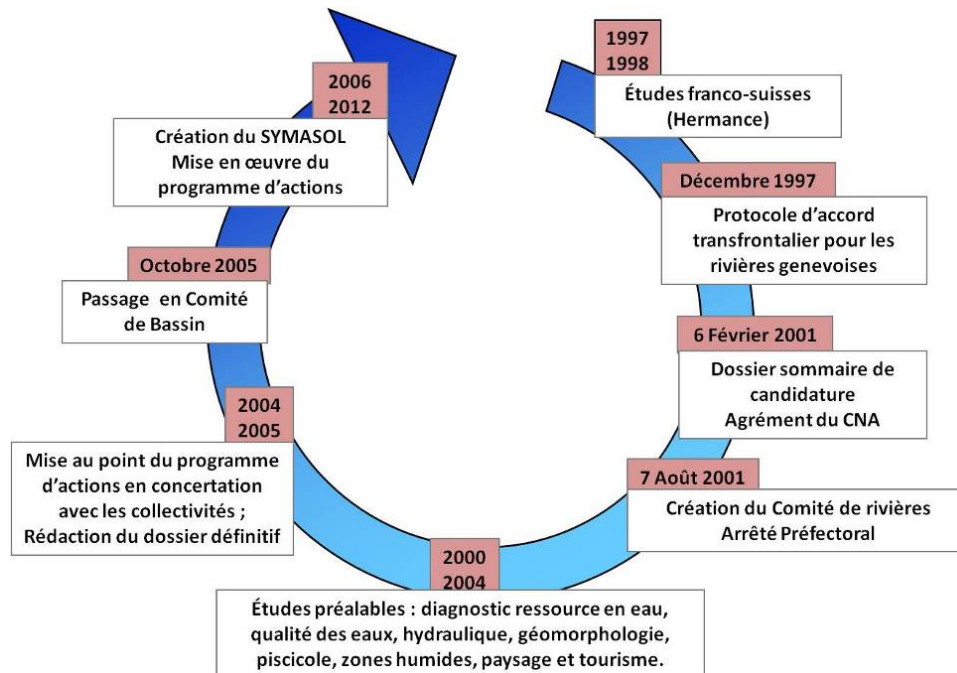 1997
1998
Études franco-suisses
(Hermance)
Décembre 1997
Protocole d'accord
transfrontalier pour les
rivières genevoises
6 Février 2001
Dossier sommaire de
candidature
Agrément du CNA
7 Août 2001
Création du Comité de rivières
Arrêté Préfectoral
2000
2004
Études préalables : diagnostic ressource en eau,
qualité des eaux, hydraulique, géomorphologie,
piscicole, zones humides, paysage et tourisme.
2004
2005
Mise au point du programme
d'actions en concertation
avec les collectivités ;
Rédaction du dossier définitif
Octobre 2005
Passage en Comité
de Bassin
2006
2012
Création du SYMASOL
Mise en œuvre du
programme d'actions